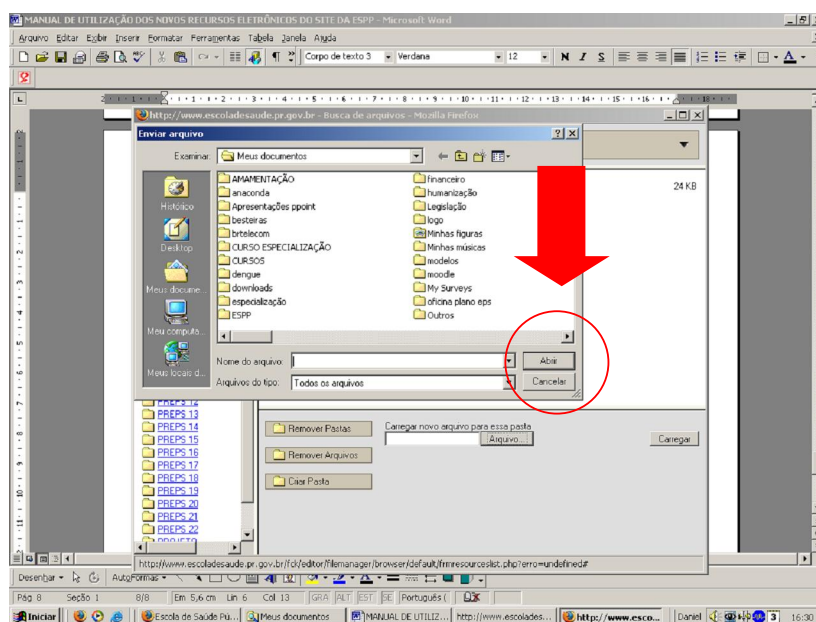 MANUAL DE UTILIZAÇÃO DOS NOVOS RECURSOS ELETRÔNICOS DO SITE DA ESPP - Microsoft Word
Arquivo Editar Exibir Inserir Formatar Ferramentas Tabela Janela Ajuda
Corpo de texto 3 Verdana 12 N I S
http://www.escoladesaude.pr.gov.br - Busca de arquivos - Mozilla Firefox
Enviar arquivo
Examinar: Meus documentos
24 KB
Histórico
Desktop
Meus docume...
Meu computa...
Meus locais d...
AMAMENTAÇÃO
anaconda
Apresentações ppoint
besteiras
brtelecom
CURSO ESPECIALIZAÇÃO
CURSOS
dengue
downloads
especialização
ESPP
financeiro
humanização
Legislação
logo
Minhas figuras
Minhas músicas
modelos
moodle
My Surveys
oficina plano eps
Outros
Nome do arquivo: Abrir
Arquivos do tipo: Todos os arquivos Cancelar
PREPS 12
PREPS 13
PREPS 14
PREPS 15
PREPS 16
PREPS 17
PREPS 18
PREPS 19
PREPS 20
PREPS 21
PREPS 22
PROJETO
Remover Pastas
Remover Arquivos
Criar Pasta
Carregar novo arquivo para essa pasta
Arquivo... Carregar
http://www.escoladesaude.pr.gov.br/fck/editor/filemanager/browser/default/frmresourceslist.php?erro=undefined#
Desenhar AutoFormas
Pág 8 Seção 1 8/8 Em 5,6 cm Lin 6 Col 13 GRA ALT EST SE Português (
Iniciar Escola de Saúde Pú... Meus documentos MANUAL DE UTILIZ... http://www.escolades... http://www.esco... Daniel 3 16:30